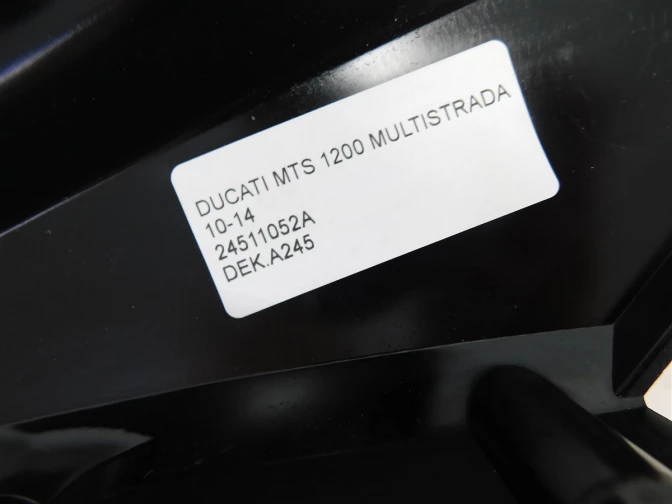 DUCATI MTS 1200 MULTISTRADA
10-14
24511052A
DEK.A245